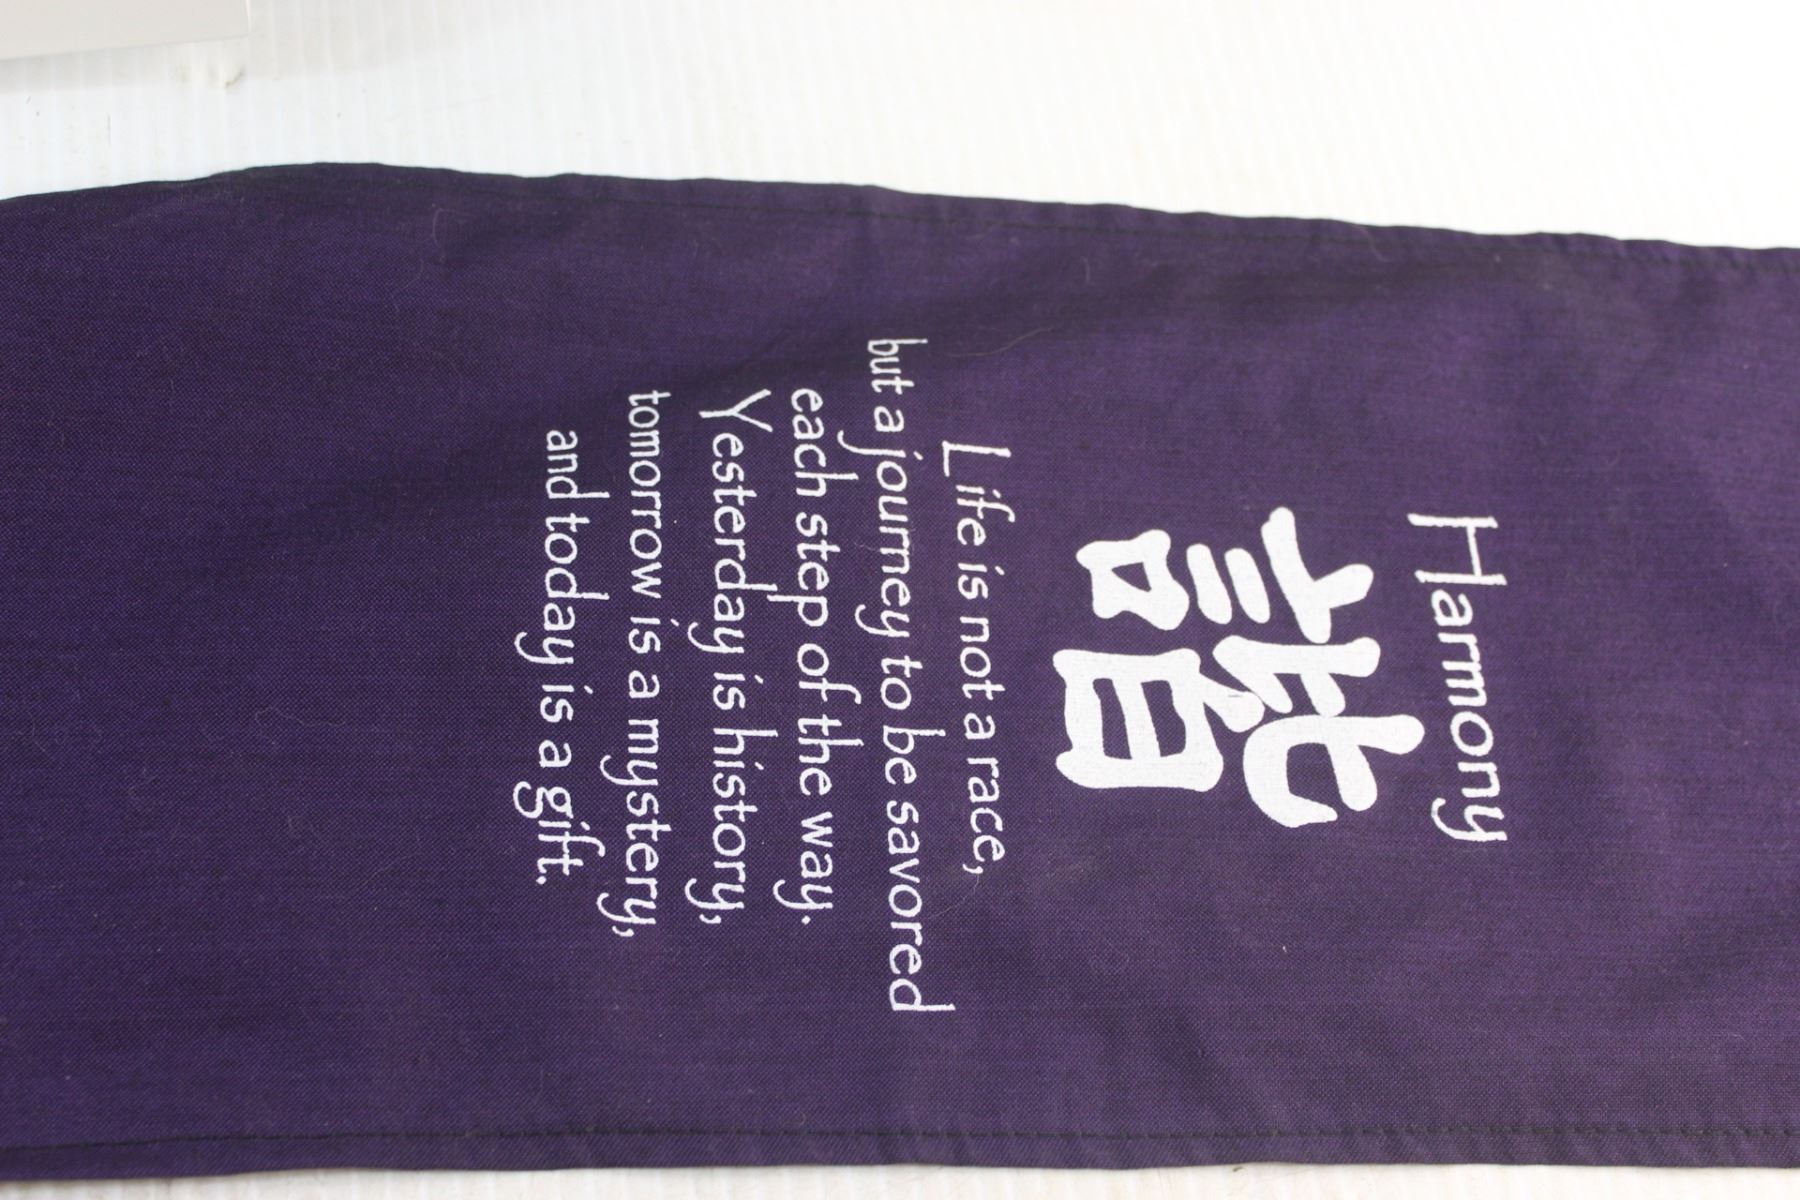 Harmony
諧
Life is not a race,
but a journey to be savored
each step of the way.
Yesterday is history,
tomorrow is a mystery,
and today is a gift.